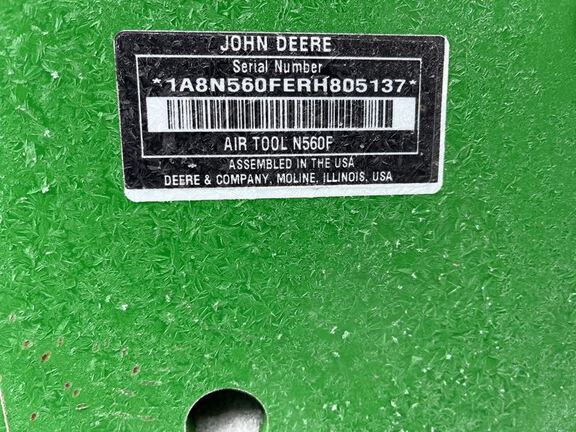 JOHN DEERE
Serial Number
*1A8N560FERH805137*
AIR TOOL N560F
ASSEMBLED IN THE USA
DEERE & COMPANY, MOLINE, ILLINOIS, USA